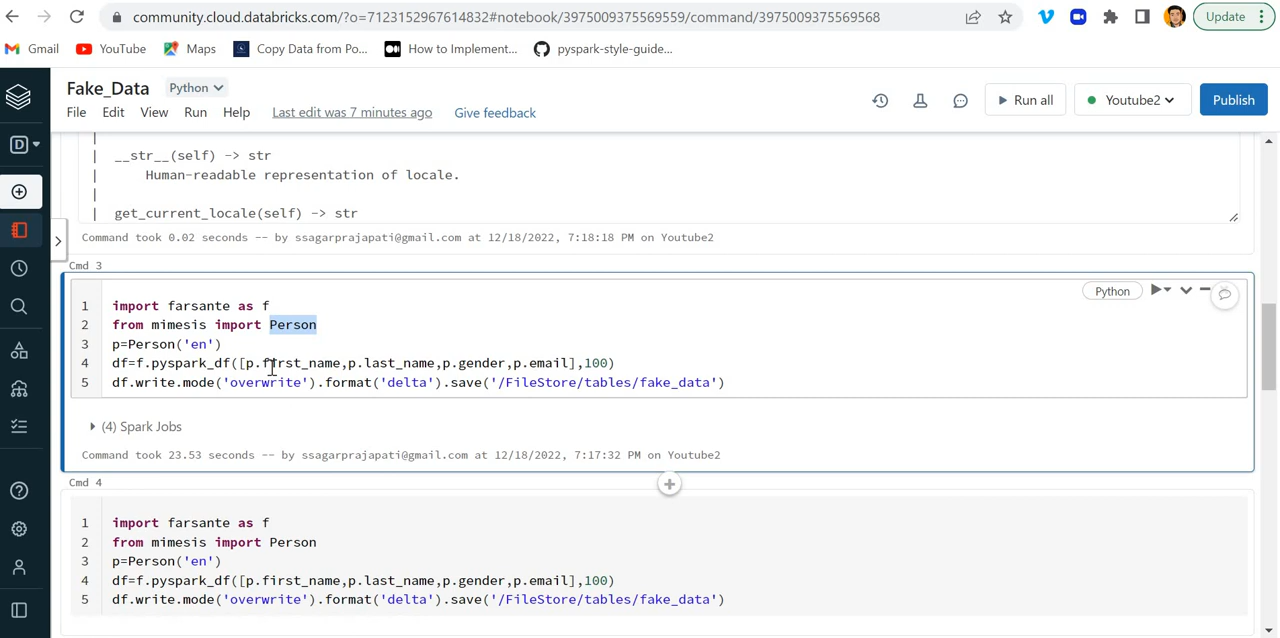 community.cloud.databricks.com/?o=7123152967614832#notebook/3975009375569559/command/3975009375569568
Update
Gmail
YouTube
Maps
Copy Data from Po...
How to Implement...
pyspark-style-guide...
Fake_Data
Python
File Edit View Run Help Last edit was 7 minutes ago Give feedback
Run all
Youtube2
Publish
D
| __str__(self) -> str
| Human-readable representation of locale.
|
| get_current_locale(self) -> str
Command took 0.02 seconds -- by ssagarprajapati@gmail.com at 12/18/2022, 7:18:18 PM on Youtube2
Cmd 3
Python
1 import farsante as f
2 from mimesis import Person
3 p=Person('en')
4 df=f.pyspark_df([p.first_name,p.last_name,p.gender,p.email],100)
5 df.write.mode('overwrite').format('delta').save('/FileStore/tables/fake_data')
(4) Spark Jobs
Command took 23.53 seconds -- by ssagarprajapati@gmail.com at 12/18/2022, 7:17:32 PM on Youtube2
Cmd 4
1 import farsante as f
2 from mimesis import Person
3 p=Person('en')
4 df=f.pyspark_df([p.first_name,p.last_name,p.gender,p.email],100)
5 df.write.mode('overwrite').format('delta').save('/FileStore/tables/fake_data')